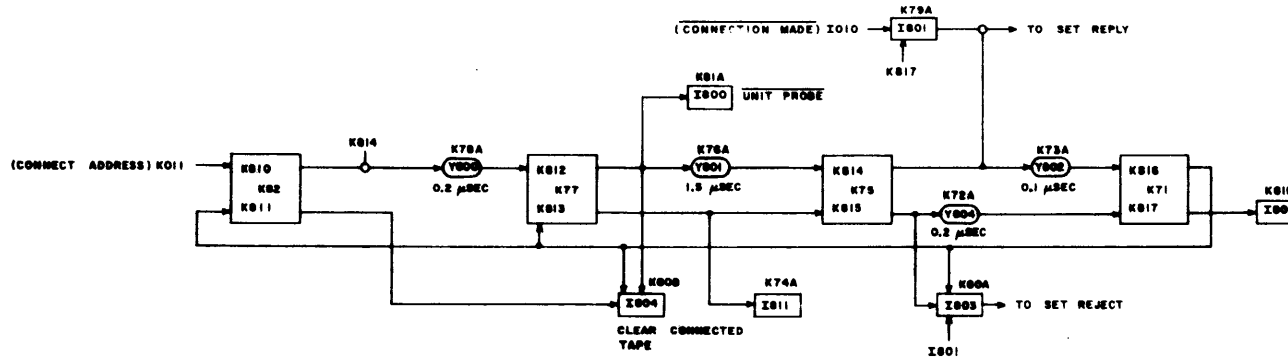 K79A
(CONNECTION MADE) I010
I801
TO SET REPLY
K817
K81A
I800
UNIT PROBE
(CONNECT ADDRESS) K011
K814
K810
K82
K811
K78A
0.2 μSEC
K812
K77
K813
K76A
Y801
1.5 μSEC
K814
K75
K815
K73A
Y802
0.1 μSEC
K72A
Y804
0.2 μSEC
K816
K71
K817
K80B
I804
CLEAR CONNECTED
TAPE
K74A
I811
K80A
I803
TO SET REJECT
I801